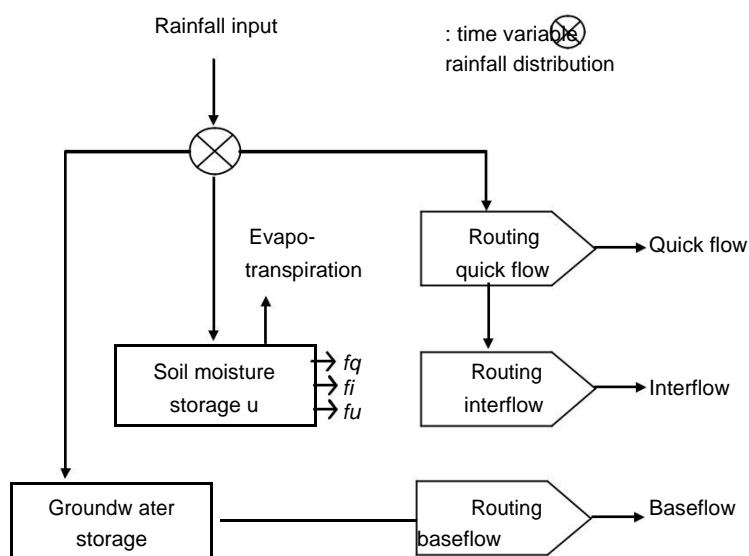 Rainfall input
: time variable
rainfall distribution
Evapo-
transpiration
Routing
quick flow
Quick flow
Soil moisture
storage u
fq
fi
fu
Routing
interflow
Interflow
Groundw ater
storage
Routing
baseflow
Baseflow